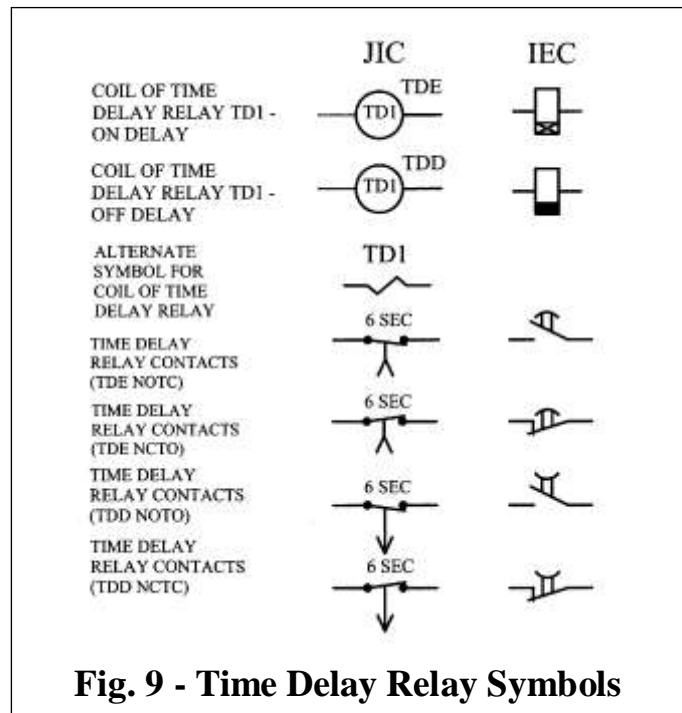 JIC IEC
COIL OF TIME
DELAY RELAY TD1 -
ON DELAY
TD1 TDE
COIL OF TIME
DELAY RELAY TD1 -
OFF DELAY
TD1 TDD
ALTERNATE
SYMBOL FOR
COIL OF TIME
DELAY RELAY
TD1
TIME DELAY
RELAY CONTACTS
(TDE NOTC)
6 SEC
TIME DELAY
RELAY CONTACTS
(TDE NCTO)
6 SEC
TIME DELAY
RELAY CONTACTS
(TDD NOTO)
6 SEC
TIME DELAY
RELAY CONTACTS
(TDD NCTC)
6 SEC
Fig. 9 - Time Delay Relay Symbols